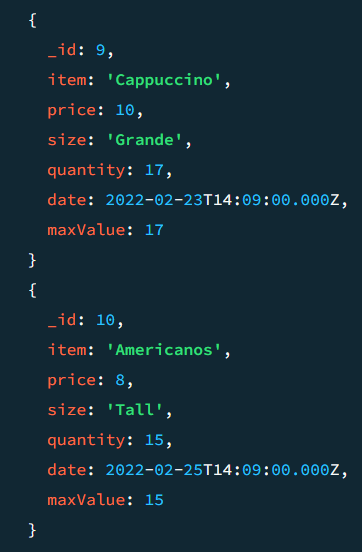 {
_id: 9,
item: 'Cappuccino',
price: 10,
size: 'Grande',
quantity: 17,
date: 2022-02-23T14:09:00.000Z,
maxValue: 17
}
{
_id: 10,
item: 'Americanos',
price: 8,
size: 'Tall',
quantity: 15,
date: 2022-02-25T14:09:00.000Z,
maxValue: 15
}